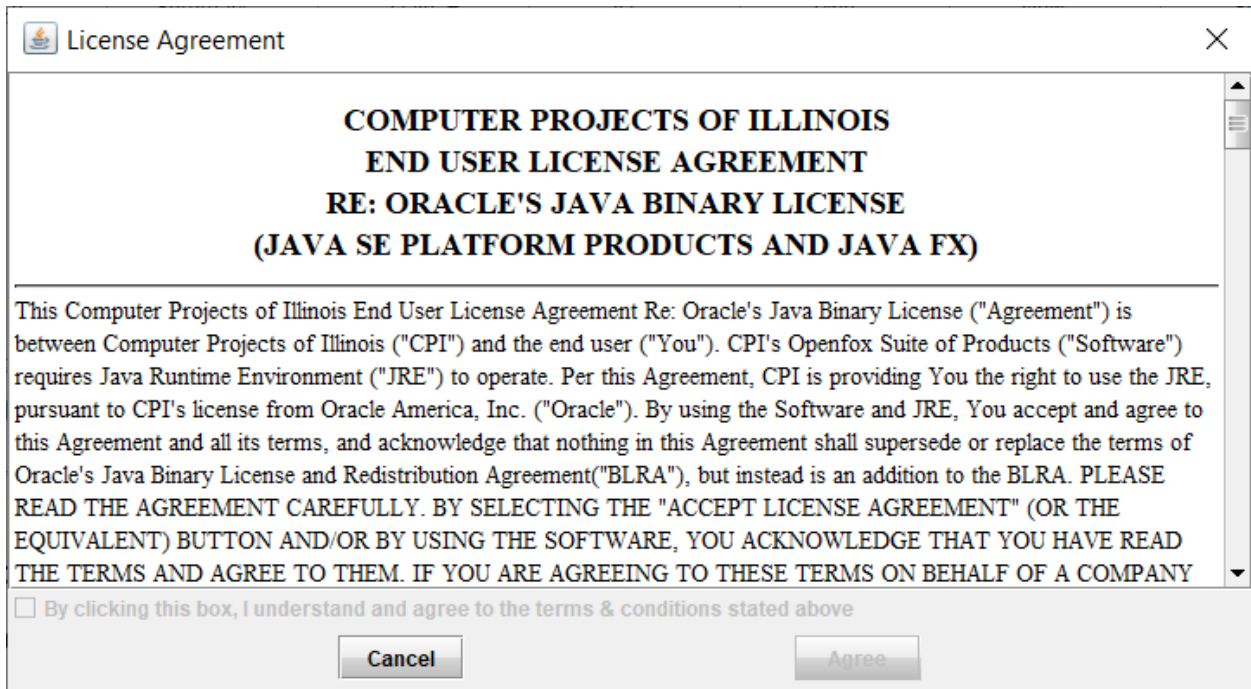 License Agreement
COMPUTER PROJECTS OF ILLINOIS
END USER LICENSE AGREEMENT
RE: ORACLE'S JAVA BINARY LICENSE
(JAVA SE PLATFORM PRODUCTS AND JAVA FX)
This Computer Projects of Illinois End User License Agreement Re: Oracle's Java Binary License ("Agreement") is
between Computer Projects of Illinois ("CPI") and the end user ("You"). CPI's Openfox Suite of Products ("Software")
requires Java Runtime Environment ("JRE") to operate. Per this Agreement, CPI is providing You the right to use the JRE,
pursuant to CPI's license from Oracle America, Inc. ("Oracle"). By using the Software and JRE, You accept and agree to
this Agreement and all its terms, and acknowledge that nothing in this Agreement shall supersede or replace the terms of
Oracle's Java Binary License and Redistribution Agreement("BLRA"), but instead is an addition to the BLRA. PLEASE
READ THE AGREEMENT CAREFULLY. BY SELECTING THE "ACCEPT LICENSE AGREEMENT" (OR THE
EQUIVALENT) BUTTON AND/OR BY USING THE SOFTWARE, YOU ACKNOWLEDGE THAT YOU HAVE READ
THE TERMS AND AGREE TO THEM. IF YOU ARE AGREEING TO THESE TERMS ON BEHALF OF A COMPANY
By clicking this box, I understand and agree to the terms & conditions stated above
Cancel
Agree